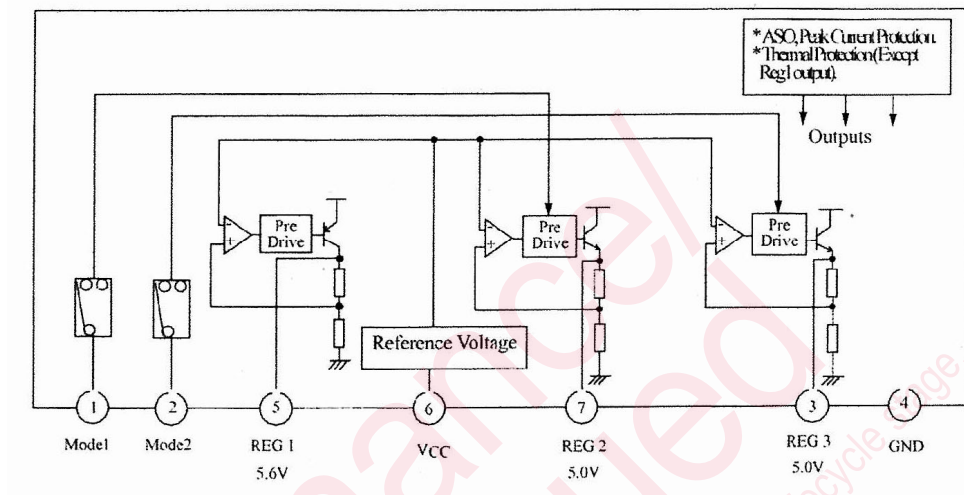 * ASO, Peak Current Protection.
* Thermal Protection(Except
Reg1 output).
Outputs
Pre
Drive
Pre
Drive
Pre
Drive
Reference Voltage
1
2
5
6
7
3
4
Mode1
Mode2
REG 1
VCC
REG 2
REG 3
GND
5.6V
5.0V
5.0V